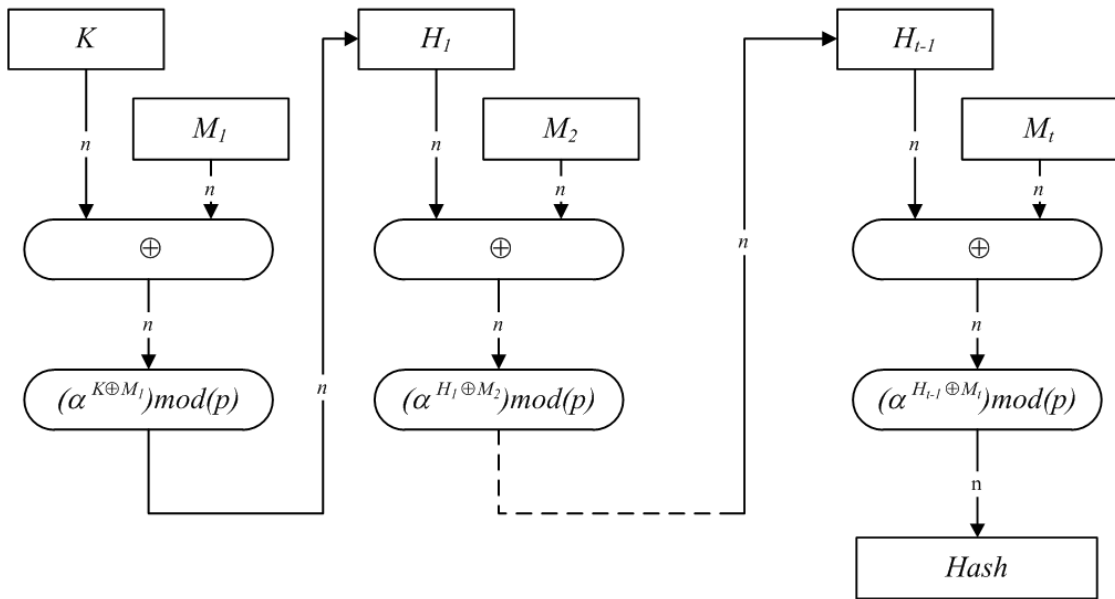 K
H₁
Hₜ₋₁
M₁
M₂
Mₜ
n
n
n
n
n
n
⊕
⊕
⊕
n
n
n
n
n
(α^{K⊕M₁})mod(p)
(α^{H₁⊕M₂})mod(p)
(α^{Hₜ₋₁⊕Mₜ})mod(p)
n
Hash